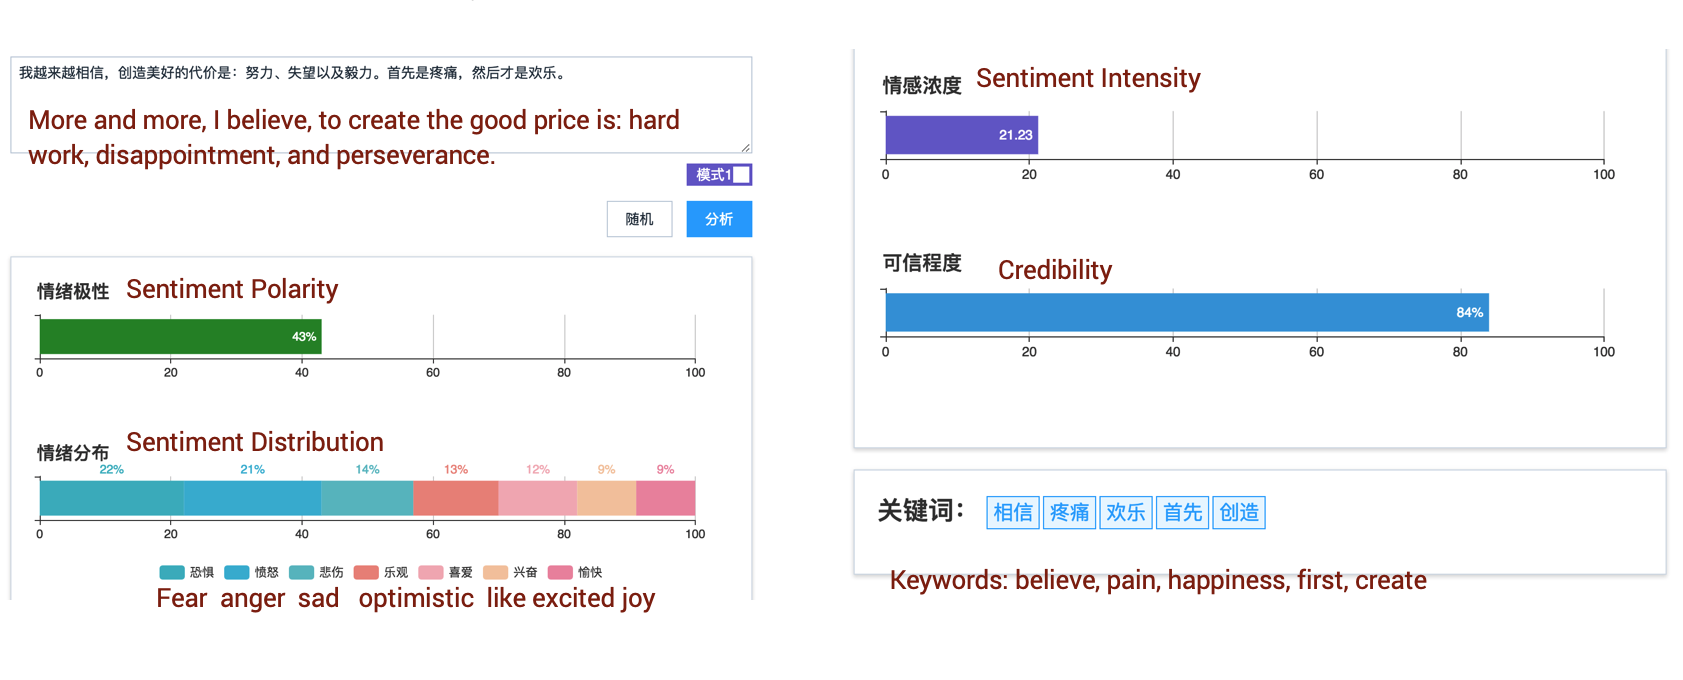 我越来越相信，创造美好的代价是：努力、失望以及毅力。首先是疼痛，然后才是欢乐。
More and more, I believe, to create the good price is: hard
work, disappointment, and perseverance.
模式1
随机 分析
情绪极性 Sentiment Polarity
43%
0 20 40 60 80 100
情绪分布 Sentiment Distribution
22% 21% 14% 13% 12% 9% 9%
0 20 40 60 80 100
恐惧 愤怒 悲伤 乐观 喜爱 兴奋 愉快
Fear anger sad optimistic like excited joy
情感浓度 Sentiment Intensity
21.23
0 20 40 60 80 100
可信程度 Credibility
84%
0 20 40 60 80 100
关键词： 相信 疼痛 欢乐 首先 创造
Keywords: believe, pain, happiness, first, create